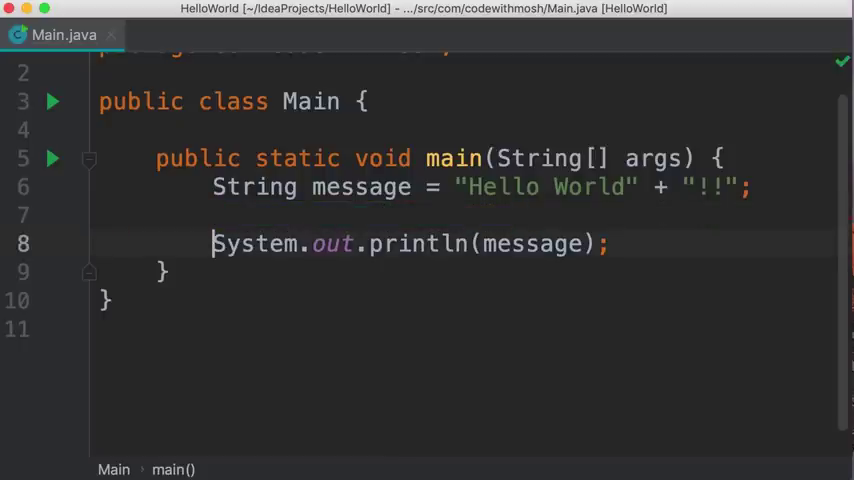 HelloWorld [~/IdeaProjects/HelloWorld] - .../src/com/codewithmosh/Main.java [HelloWorld]
Main.java
2
3 public class Main {
4
5 public static void main(String[] args) {
6 String message = "Hello World" + "!!";
7
8 System.out.println(message);
9 }
10 }
11
Main › main()